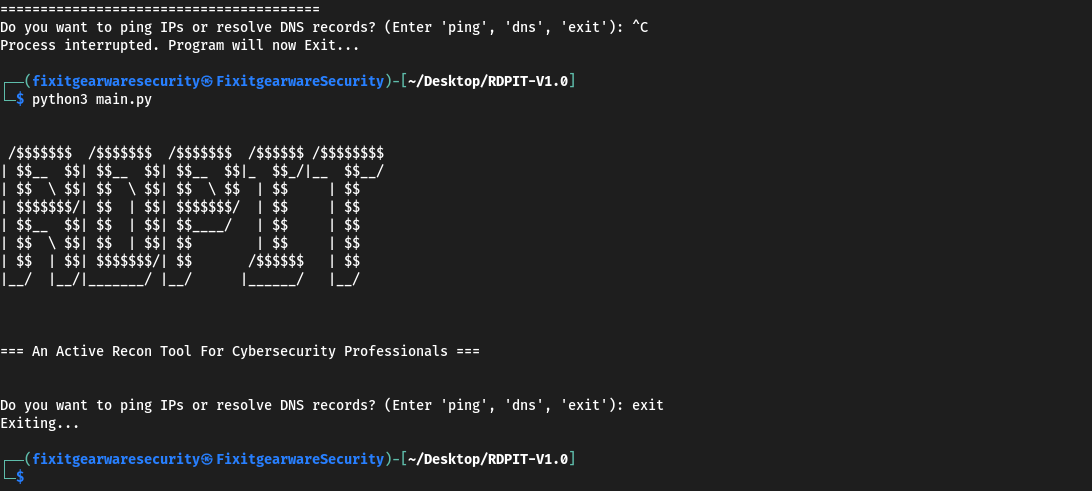 ========================================
Do you want to ping IPs or resolve DNS records? (Enter 'ping', 'dns', 'exit'): ^C
Process interrupted. Program will now Exit...

┌──(fixitgearwaresecurity㉿FixitgearwareSecurity)-[~/Desktop/RDPIT-V1.0]
└─$ python3 main.py

 /$$$$$$$  /$$$$$$$  /$$$$$$$  /$$$$$$ /$$$$$$$$
| $$__  $$| $$__  $$| $$__  $$|_  $$_/|__  $$__/
| $$  \ $$| $$  \ $$| $$  \ $$  | $$     | $$
| $$$$$$$/| $$  | $$| $$$$$$$/  | $$     | $$
| $$__  $$| $$  | $$| $$____/   | $$     | $$
| $$  \ $$| $$  | $$| $$        | $$     | $$
| $$  | $$| $$$$$$$/| $$       /$$$$$$   | $$
|__/  |__/|_______/ |__/      |______/   |__/

=== An Active Recon Tool For Cybersecurity Professionals ===

Do you want to ping IPs or resolve DNS records? (Enter 'ping', 'dns', 'exit'): exit
Exiting...

┌──(fixitgearwaresecurity㉿FixitgearwareSecurity)-[~/Desktop/RDPIT-V1.0]
└─$